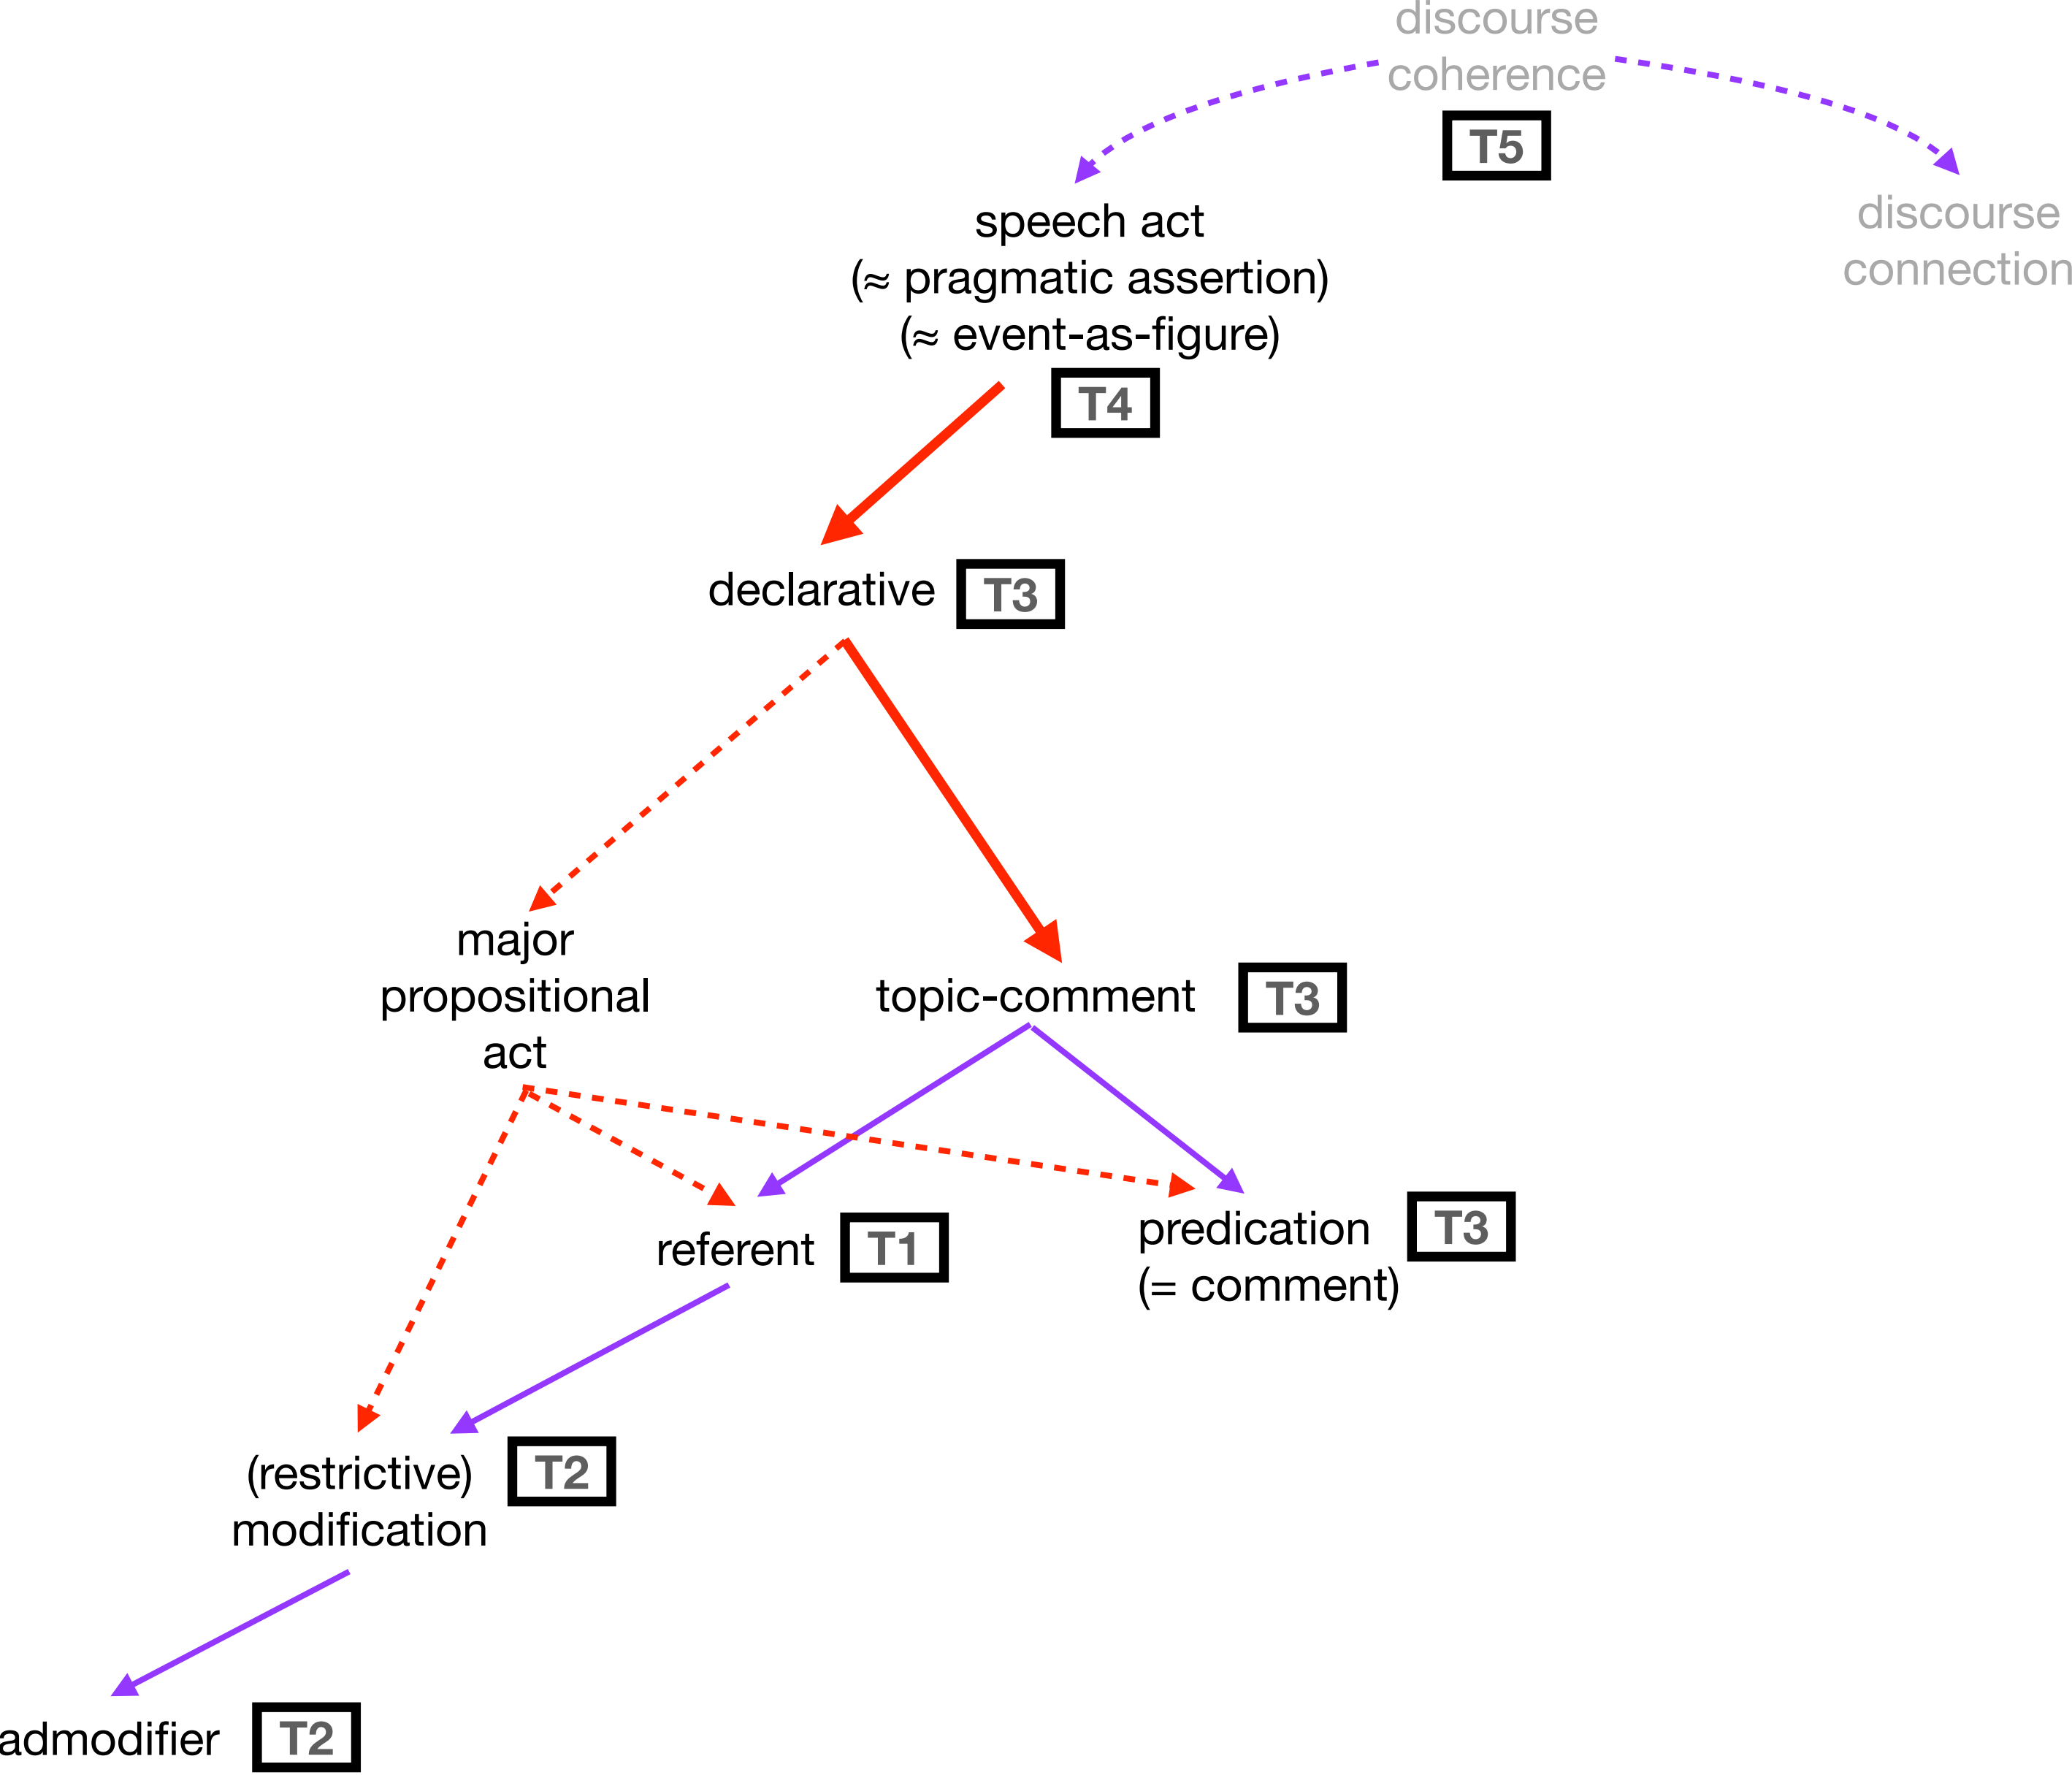 discourse
coherence
T5
discourse
connection
speech act
(≈ pragmatic assertion)
(≈ event-as-figure)
T4
declarative
T3
major
propositional
act
topic-comment
T3
referent
T1
predication
(= comment)
T3
(restrictive)
modification
T2
admodifier
T2